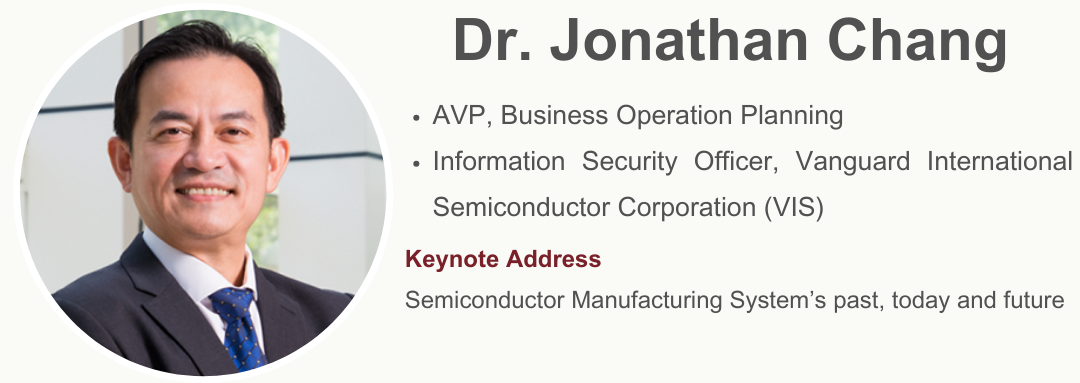 Dr. Jonathan Chang
• AVP, Business Operation Planning
• Information Security Officer, Vanguard International
Semiconductor Corporation (VIS)
Keynote Address
Semiconductor Manufacturing System’s past, today and future